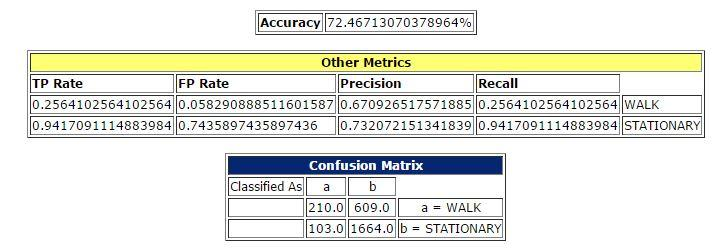 Accuracy 72.46713070378964%
Other Metrics
TP Rate FP Rate Precision Recall
0.2564102564102564 0.058290888511601587 0.670926517571885 0.2564102564102564 WALK
0.9417091114883984 0.7435897435897436 0.732072151341839 0.9417091114883984 STATIONARY
Confusion Matrix
Classified As a b
210.0 609.0 a = WALK
103.0 1664.0 b = STATIONARY